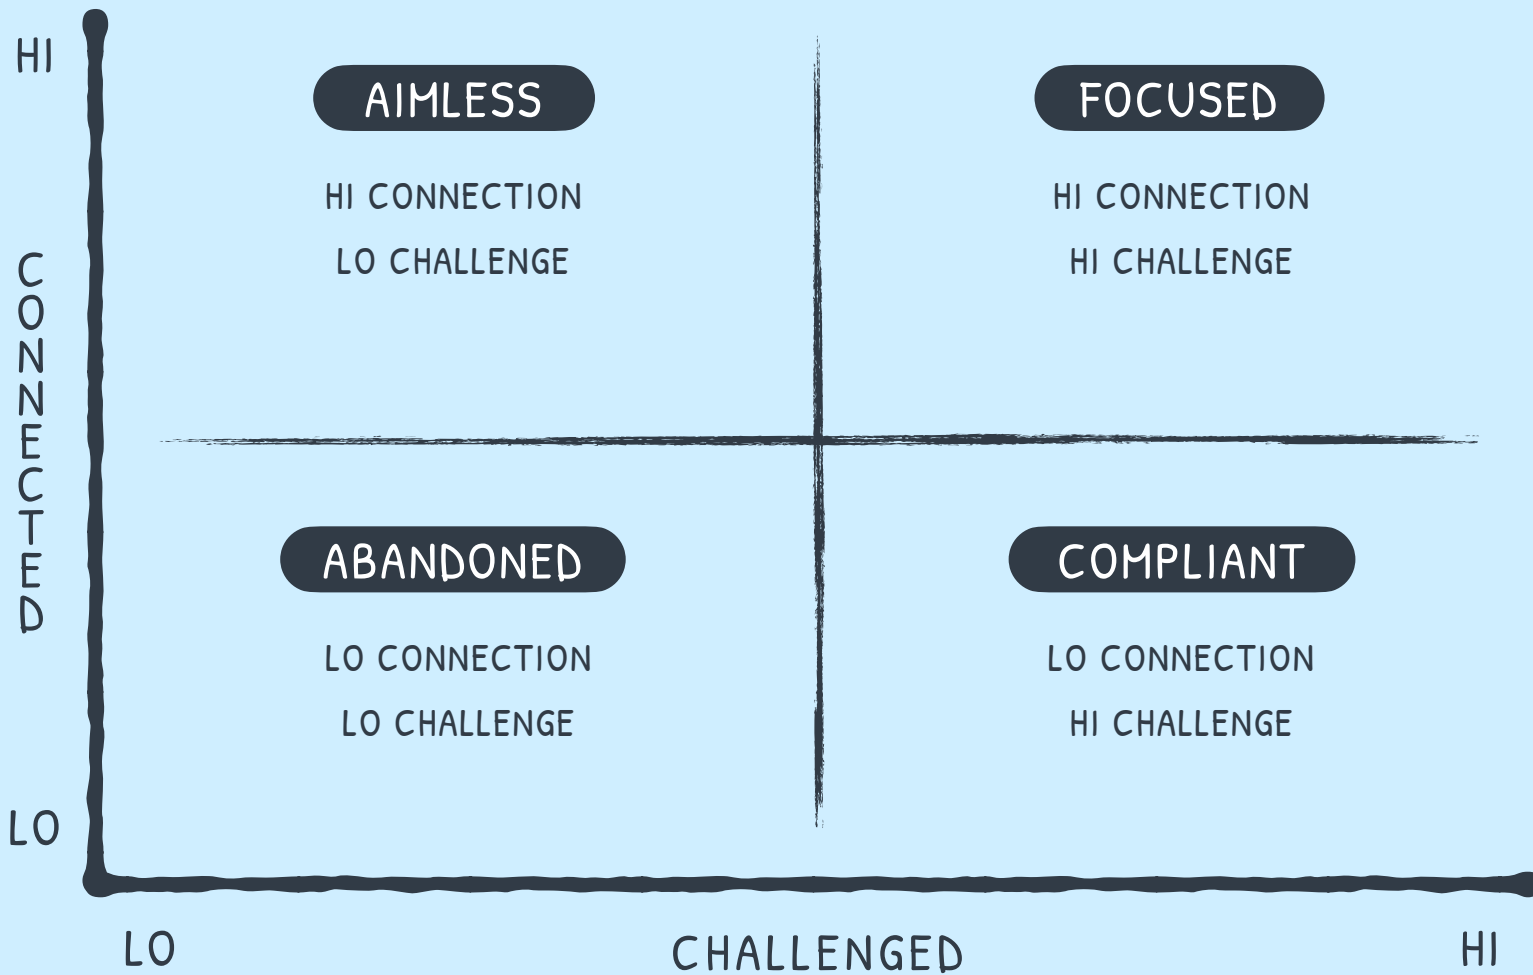 HI
AIMLESS
HI CONNECTION
LO CHALLENGE
FOCUSED
HI CONNECTION
HI CHALLENGE
CONNECTED
ABANDONED
LO CONNECTION
LO CHALLENGE
COMPLIANT
LO CONNECTION
HI CHALLENGE
LO
LO
CHALLENGED
HI